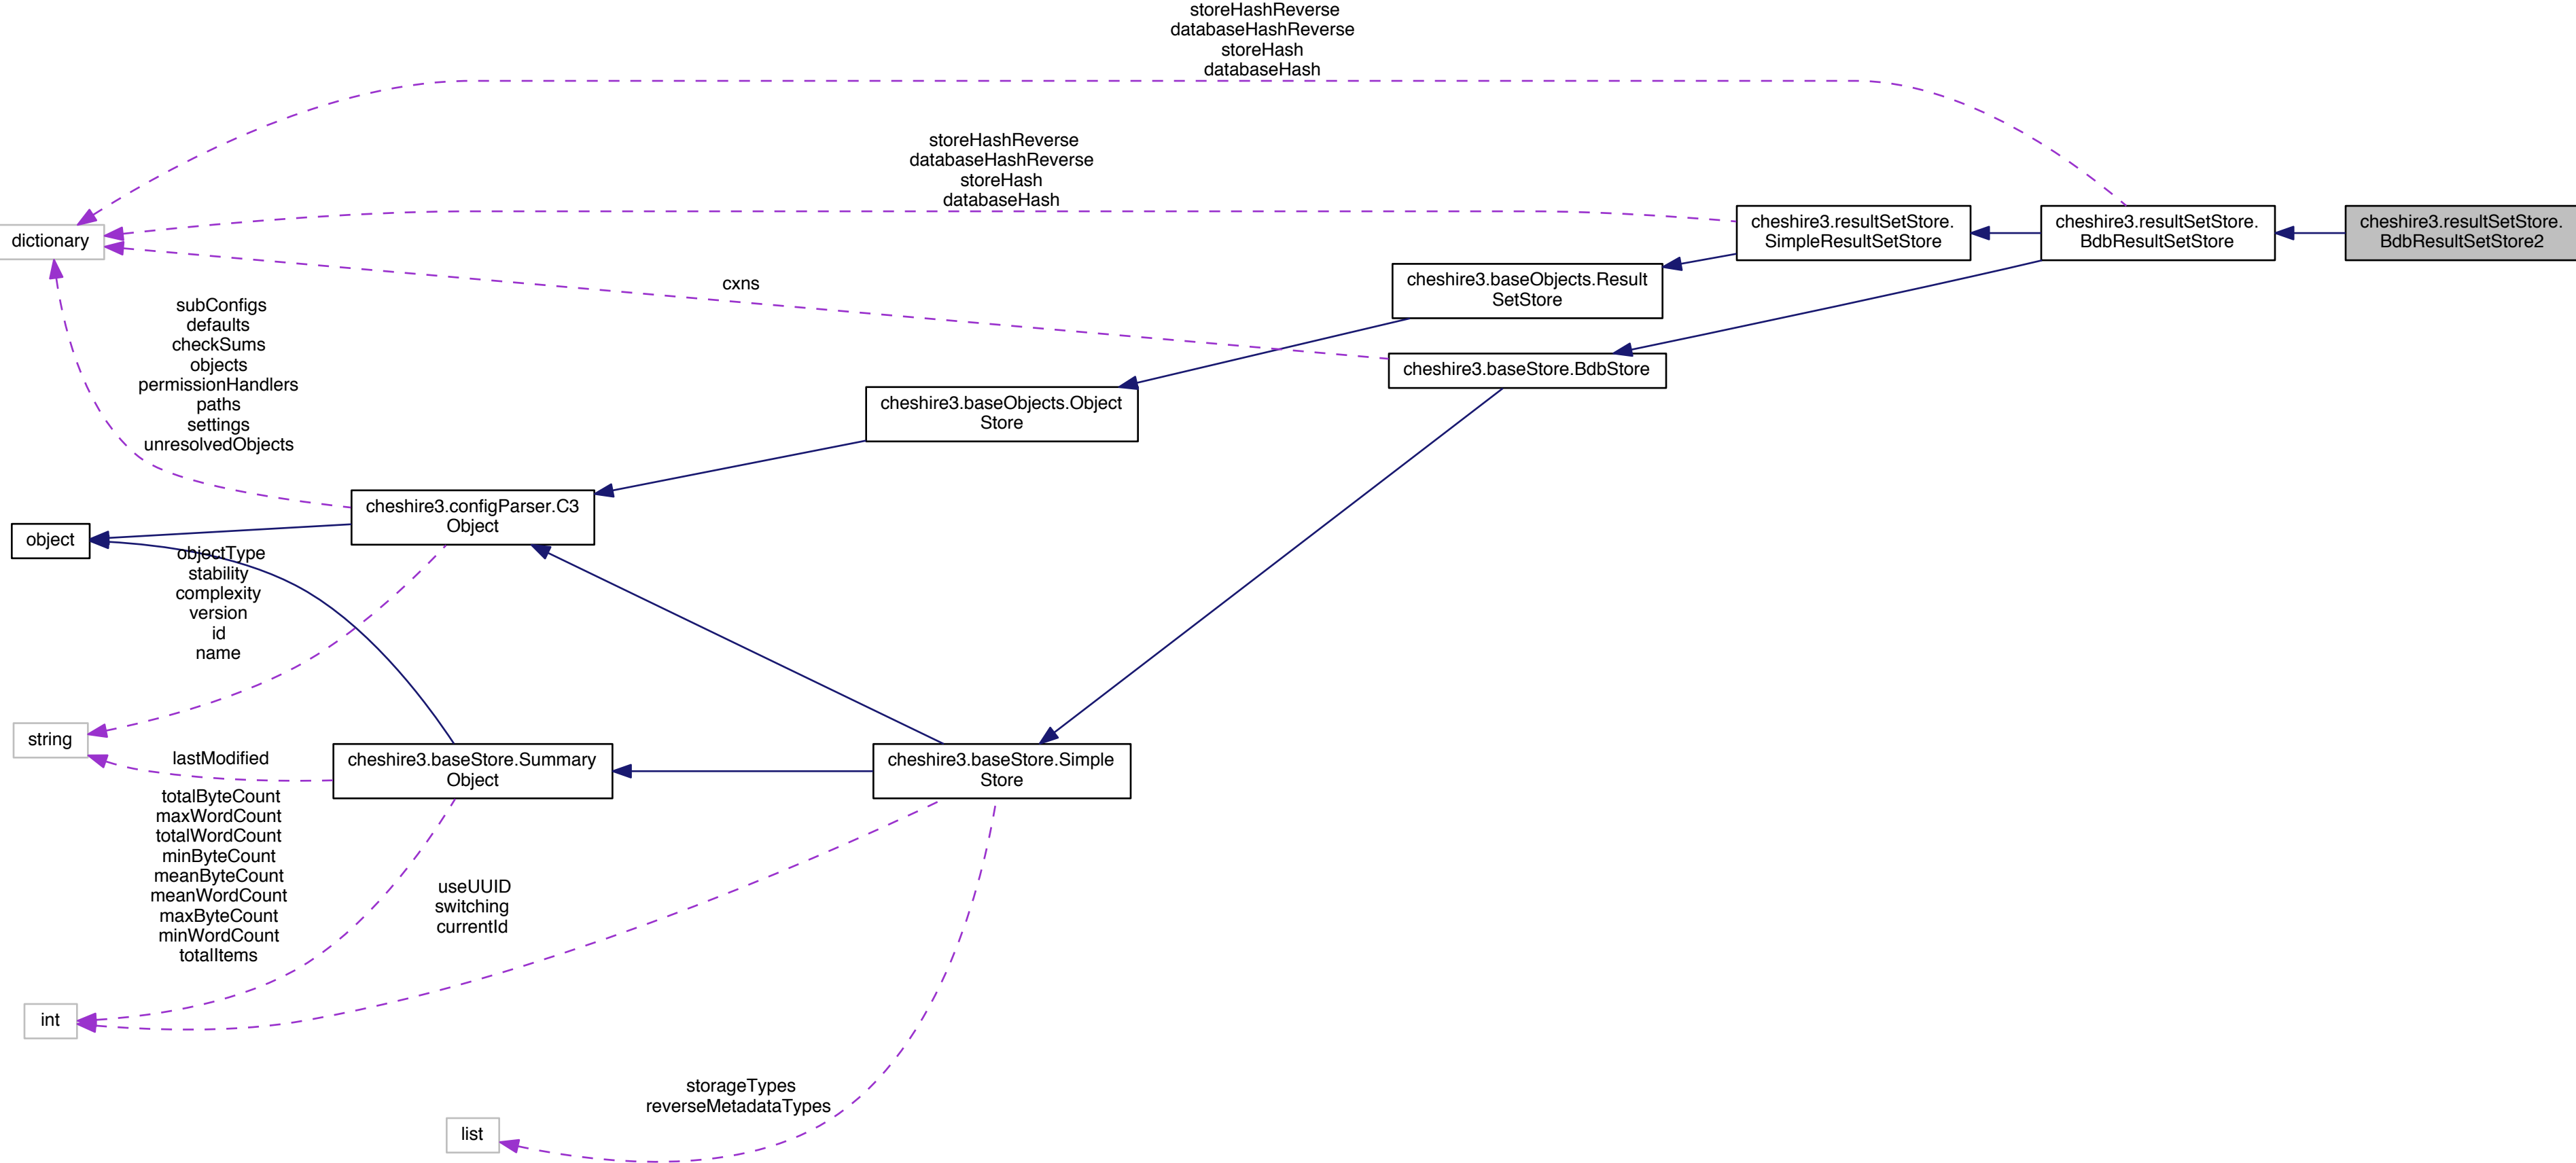 storeHashReverse
databaseHashReverse
storeHash
databaseHash
storeHashReverse
databaseHashReverse
storeHash
databaseHash
cheshire3.resultSetStore.
SimpleResultSetStore
cheshire3.resultSetStore.
BdbResultSetStore
cheshire3.resultSetStore.
BdbResultSetStore2
dictionary
cheshire3.baseObjects.Result
SetStore
cxns
subConfigs
defaults
checkSums
objects
permissionHandlers
paths
settings
unresolvedObjects
cheshire3.baseStore.BdbStore
cheshire3.baseObjects.Object
Store
cheshire3.configParser.C3
Object
object
objectType
stability
complexity
version
id
name
string
lastModified
cheshire3.baseStore.Summary
Object
cheshire3.baseStore.Simple
Store
totalByteCount
maxWordCount
totalWordCount
minByteCount
meanByteCount
meanWordCount
maxByteCount
minWordCount
totalItems
useUUID
switching
currentId
int
storageTypes
reverseMetadataTypes
list